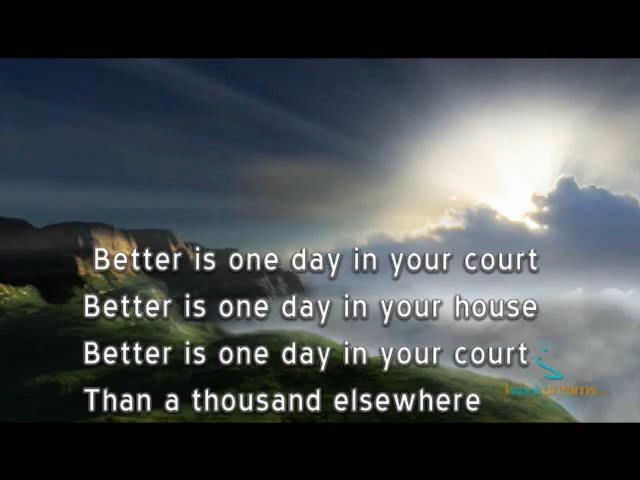 Better is one day in your court
Better is one day in your house
Better is one day in your court
Than a thousand elsewhere